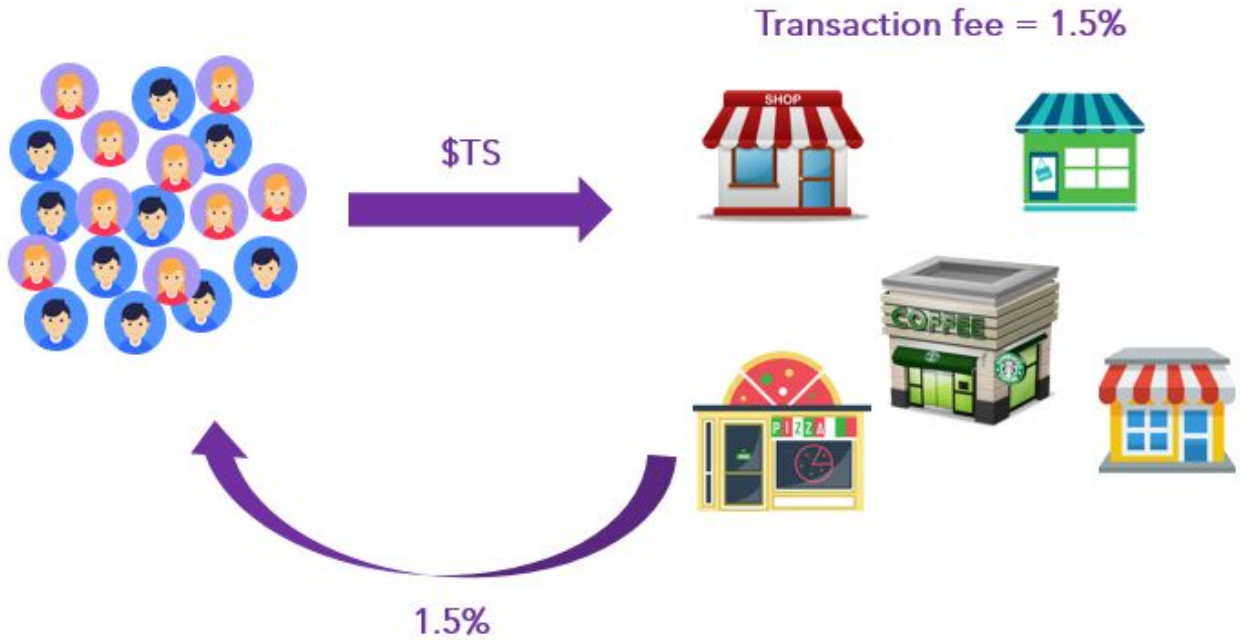 Transaction fee = 1.5%
SHOP
$TS
COFFEE
PIZZA
1.5%